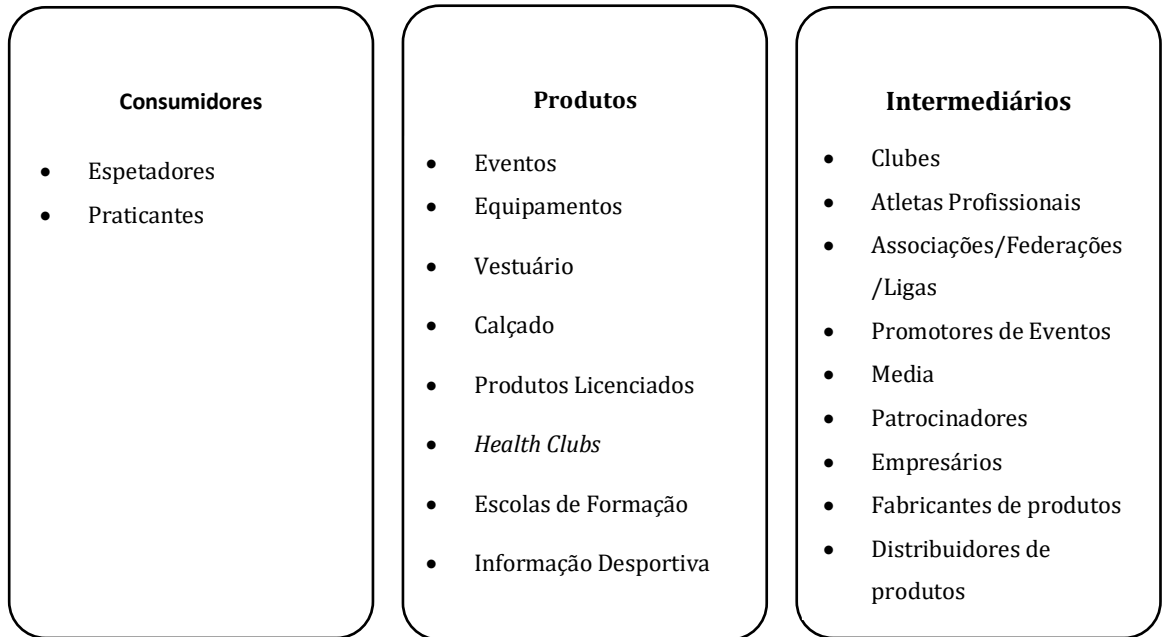 Consumidores
• Espetadores
• Praticantes
Produtos
• Eventos
• Equipamentos
• Vestuário
• Calçado
• Produtos Licenciados
• Health Clubs
• Escolas de Formação
• Informação Desportiva
Intermediários
• Clubes
• Atletas Profissionais
• Associações/Federações
/Ligas
• Promotores de Eventos
• Media
• Patrocinadores
• Empresários
• Fabricantes de produtos
• Distribuidores de
produtos